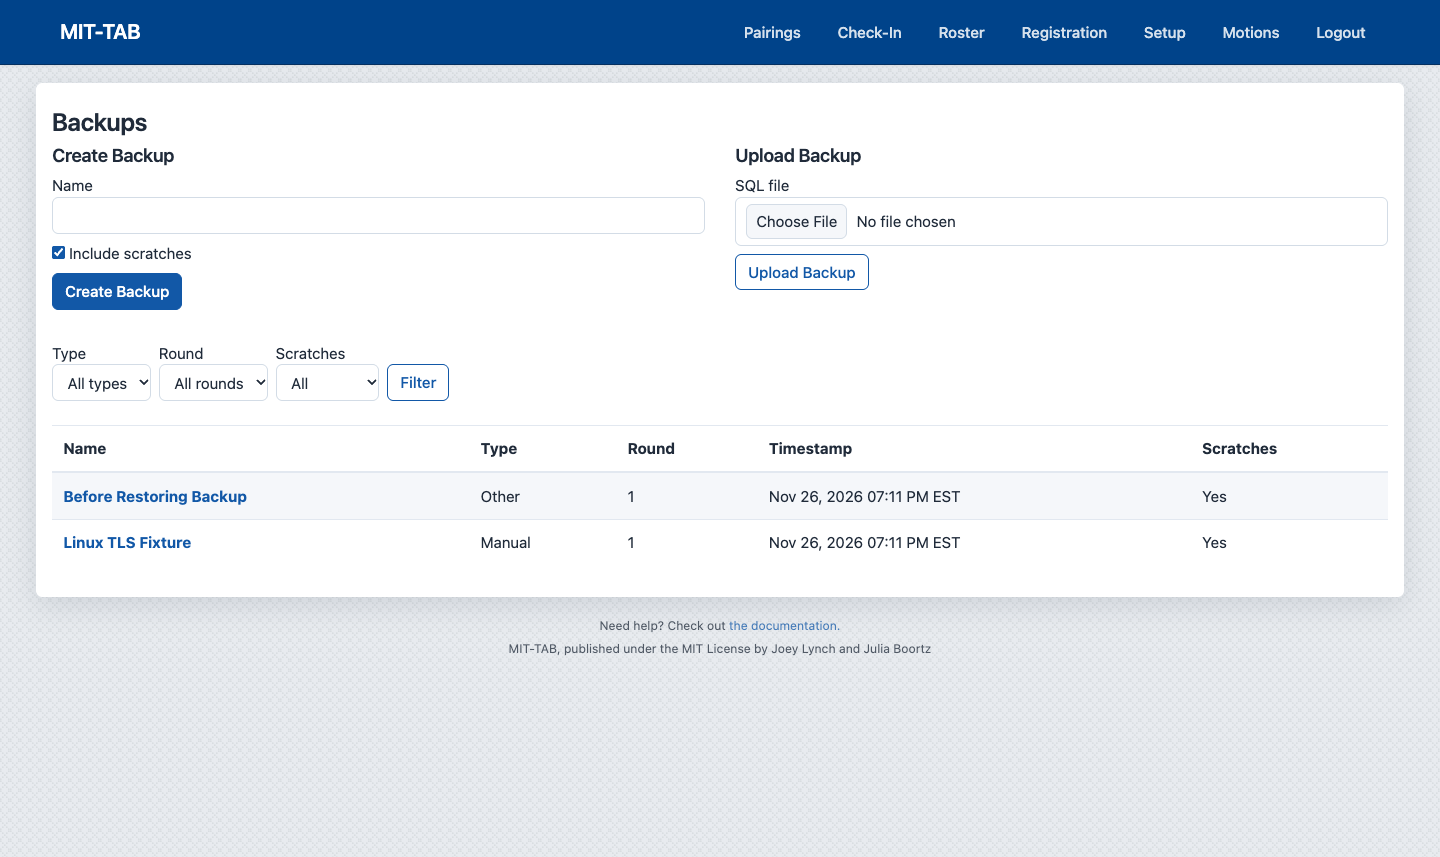 MIT-TAB
Pairings Check-In Roster Registration Setup Motions Logout
Backups
Create Backup
Name
Include scratches
Create Backup
Upload Backup
SQL file
Choose File No file chosen
Upload Backup
Type Round Scratches
All types All rounds All Filter
Name Type Round Timestamp Scratches
Before Restoring Backup Other 1 Nov 26, 2026 07:11 PM EST Yes
Linux TLS Fixture Manual 1 Nov 26, 2026 07:11 PM EST Yes
Need help? Check out the documentation.
MIT-TAB, published under the MIT License by Joey Lynch and Julia Boortz